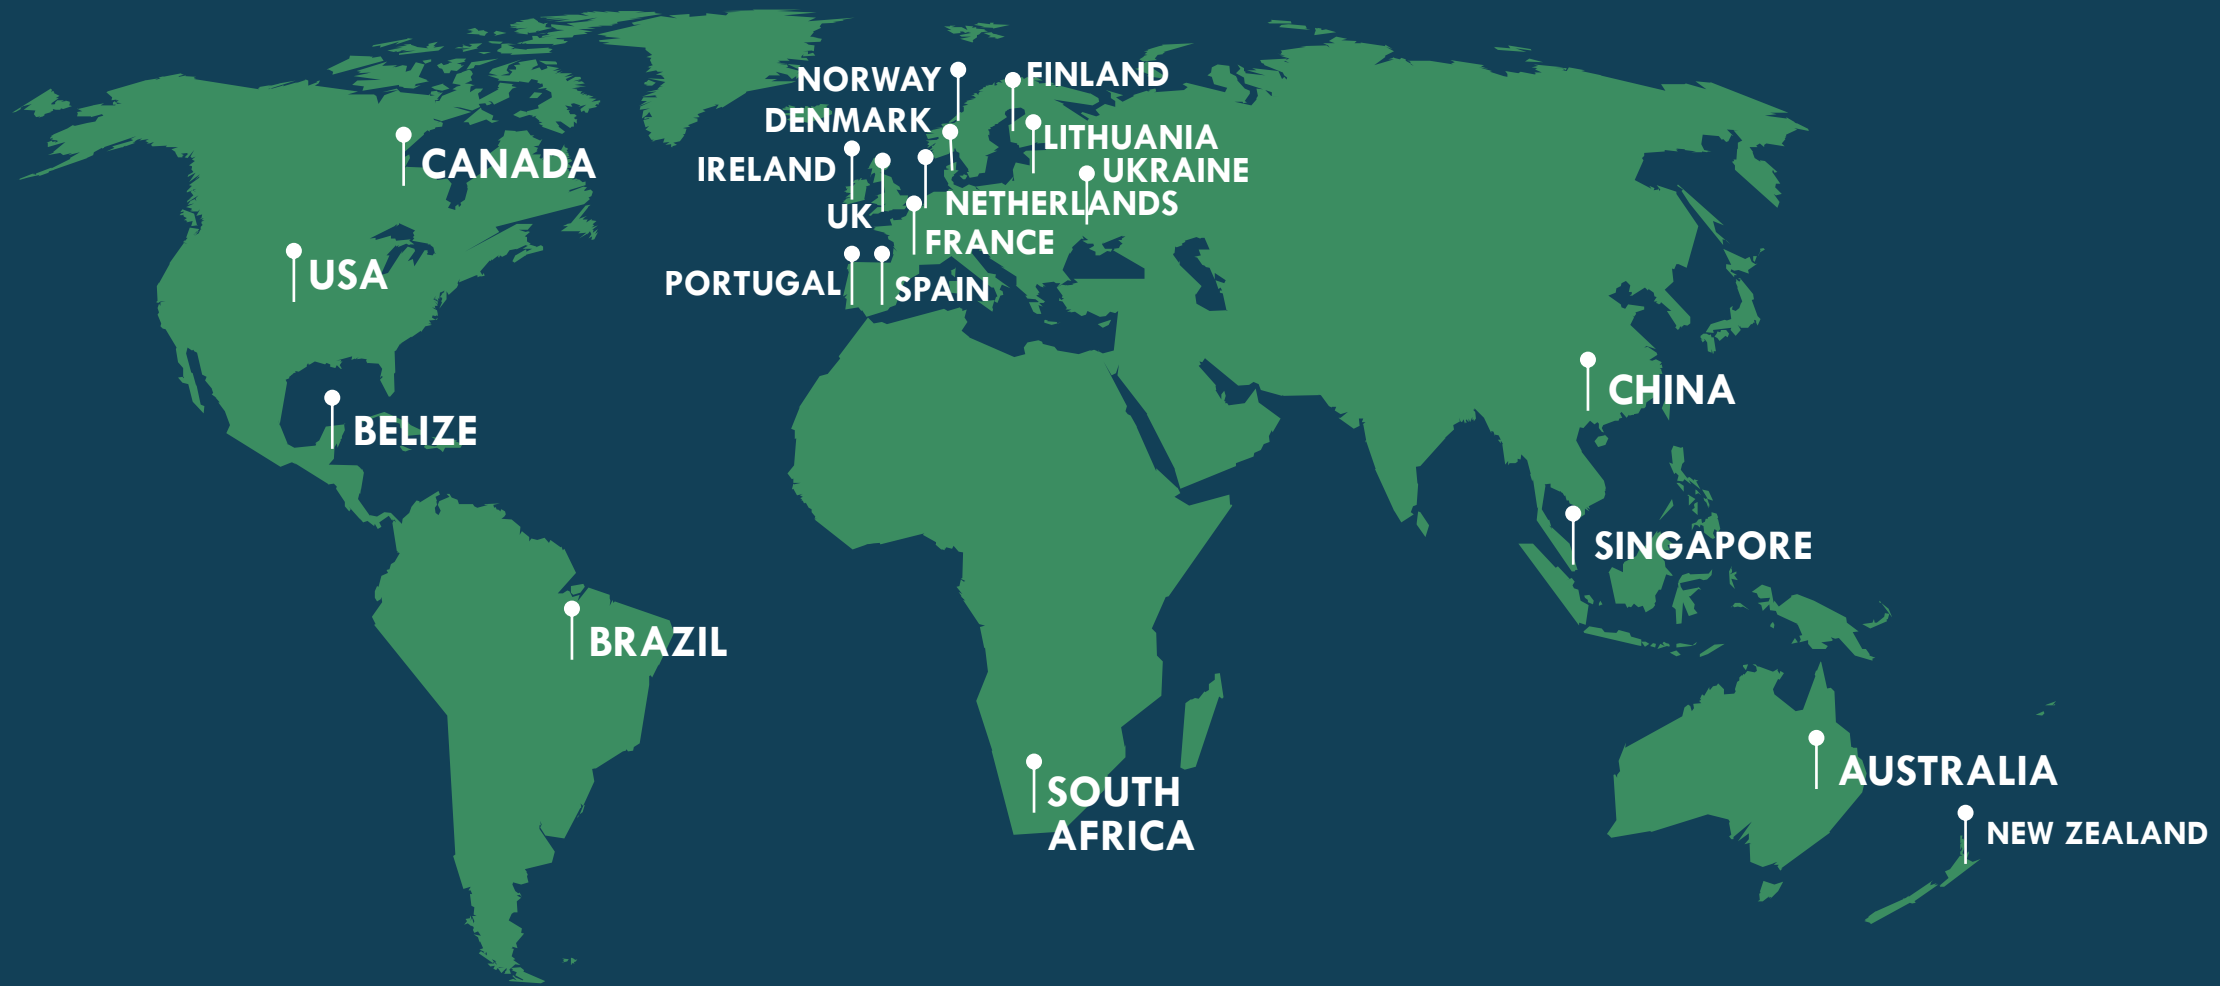 NORWAY
FINLAND
DENMARK
LITHUANIA
CANADA
IRELAND
UKRAINE
NETHERLANDS
UK
FRANCE
USA
PORTUGAL
SPAIN
CHINA
BELIZE
SINGAPORE
BRAZIL
AUSTRALIA
SOUTH
AFRICA
NEW ZEALAND